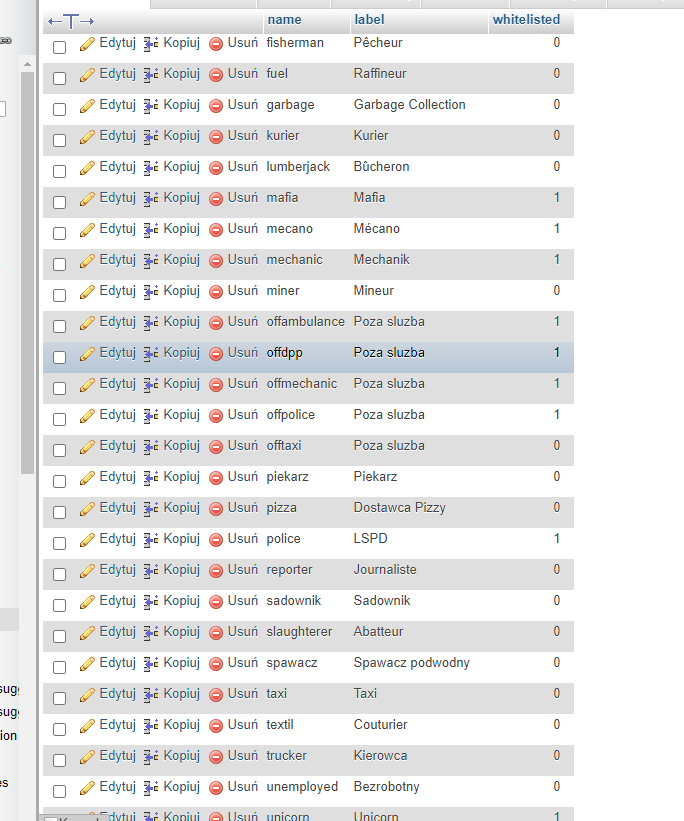 name label whitelisted
Edytuj Kopiuj Usuń fisherman Pêcheur 0
Edytuj Kopiuj Usuń fuel Raffineur 0
Edytuj Kopiuj Usuń garbage Garbage Collection 0
Edytuj Kopiuj Usuń kurier Kurier 0
Edytuj Kopiuj Usuń lumberjack Bûcheron 0
Edytuj Kopiuj Usuń mafia Mafia 1
Edytuj Kopiuj Usuń mecano Mécano 1
Edytuj Kopiuj Usuń mechanic Mechanik 1
Edytuj Kopiuj Usuń miner Mineur 0
Edytuj Kopiuj Usuń offambulance Poza sluzba 1
Edytuj Kopiuj Usuń offdpp Poza sluzba 1
Edytuj Kopiuj Usuń offmechanic Poza sluzba 1
Edytuj Kopiuj Usuń offpolice Poza sluzba 1
Edytuj Kopiuj Usuń offtaxi Poza sluzba 0
Edytuj Kopiuj Usuń piekarz Piekarz 0
Edytuj Kopiuj Usuń pizza Dostawca Pizzy 0
Edytuj Kopiuj Usuń police LSPD 1
Edytuj Kopiuj Usuń reporter Journaliste 0
Edytuj Kopiuj Usuń sadownik Sadownik 0
Edytuj Kopiuj Usuń slaughterer Abatteur 0
Edytuj Kopiuj Usuń spawacz Spawacz podwodny 0
sugg
Edytuj Kopiuj Usuń taxi Taxi 0
sugg
Edytuj Kopiuj Usuń textil Couturier 0
ion
Edytuj Kopiuj Usuń trucker Kierowca 0
es
Edytuj Kopiuj Usuń unemployed Bezrobotny 0
Edytuj Kopiuj Usuń unicorn Unicorn 1